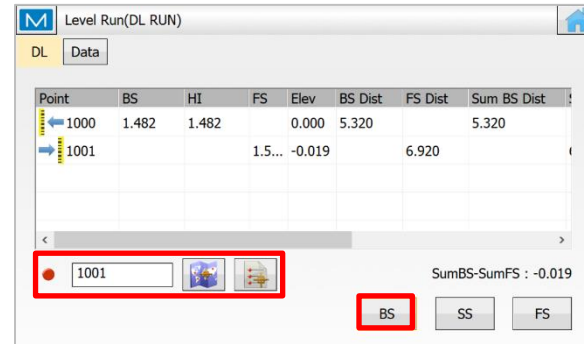 Level Run(DL RUN)
DL Data
Point BS HI FS Elev BS Dist FS Dist Sum BS Dist
1000 1.482 1.482 0.000 5.320 5.320
1001 1.5... -0.019 6.920
1001
SumBS-SumFS : -0.019
BS SS FS